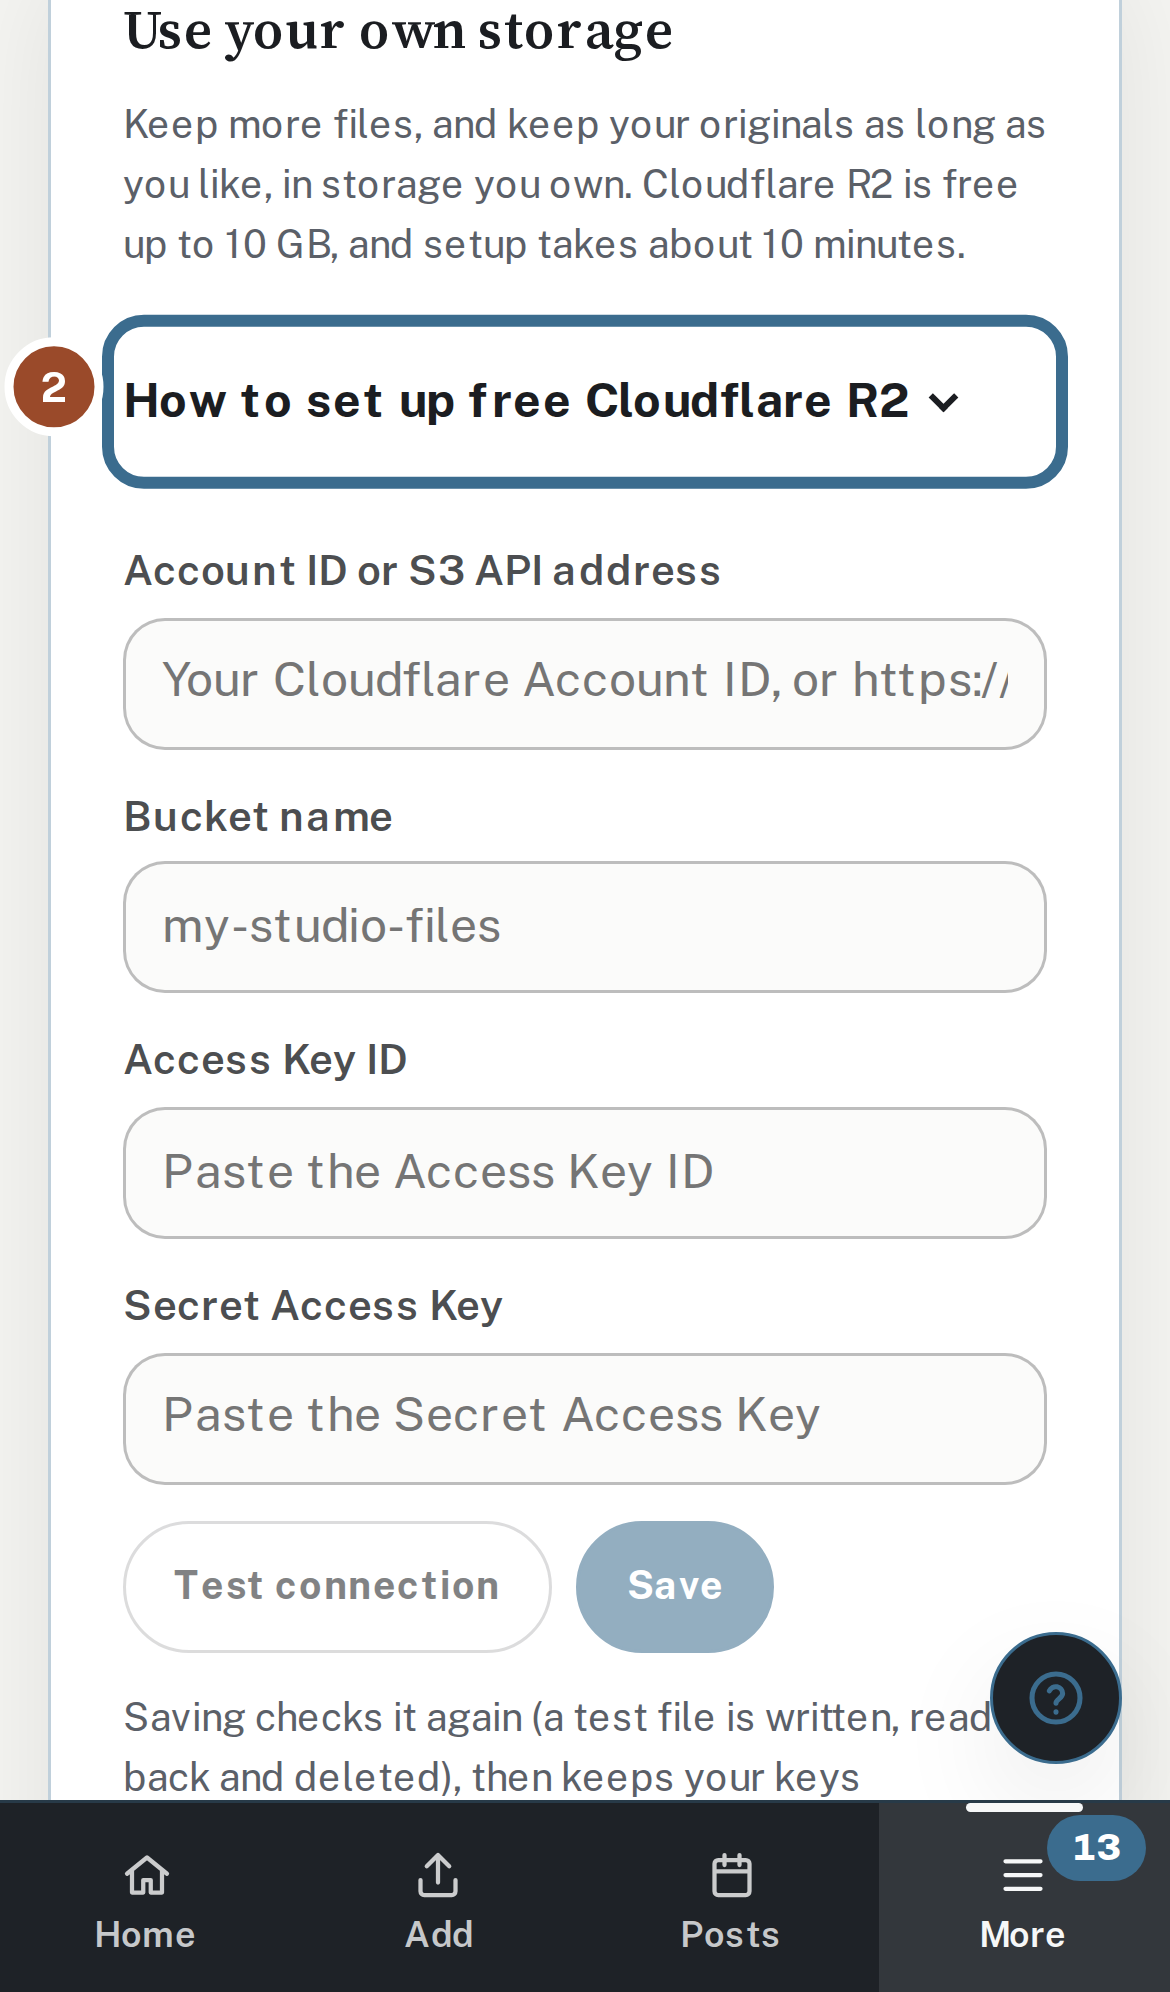 Use your own storage
Keep more files, and keep your originals as long as
you like, in storage you own. Cloudflare R2 is free
up to 10 GB, and setup takes about 10 minutes.
2
How to set up free Cloudflare R2
Account ID or S3 API address
Your Cloudflare Account ID, or https://
Bucket name
my-studio-files
Access Key ID
Paste the Access Key ID
Secret Access Key
Paste the Secret Access Key
Test connection
Save
Saving checks it again (a test file is written, read
back and deleted), then keeps your keys
13
Home
Add
Posts
More